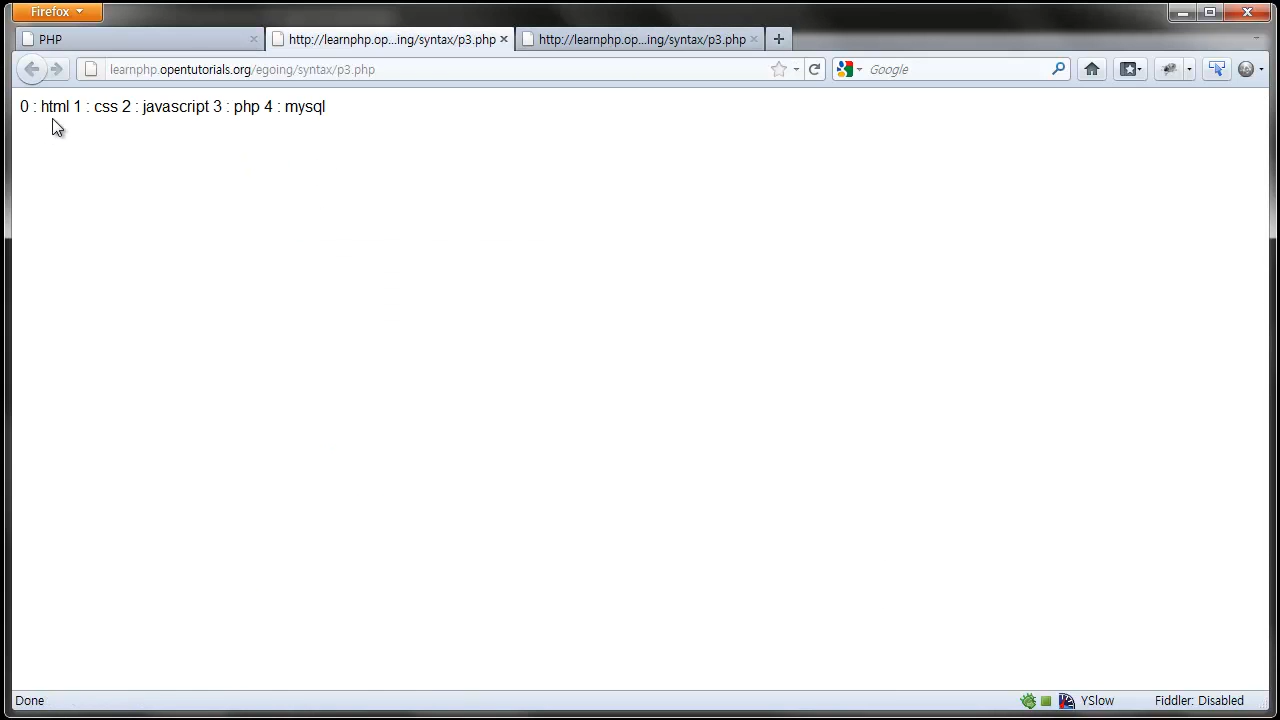 Firefox
PHP
http://learnphp.op...ing/syntax/p3.php
http://learnphp.op...ing/syntax/p3.php
learnphp.opentutorials.org/egoing/syntax/p3.php
Google
0 : html 1 : css 2 : javascript 3 : php 4 : mysql
Done
YSlow
Fiddler: Disabled